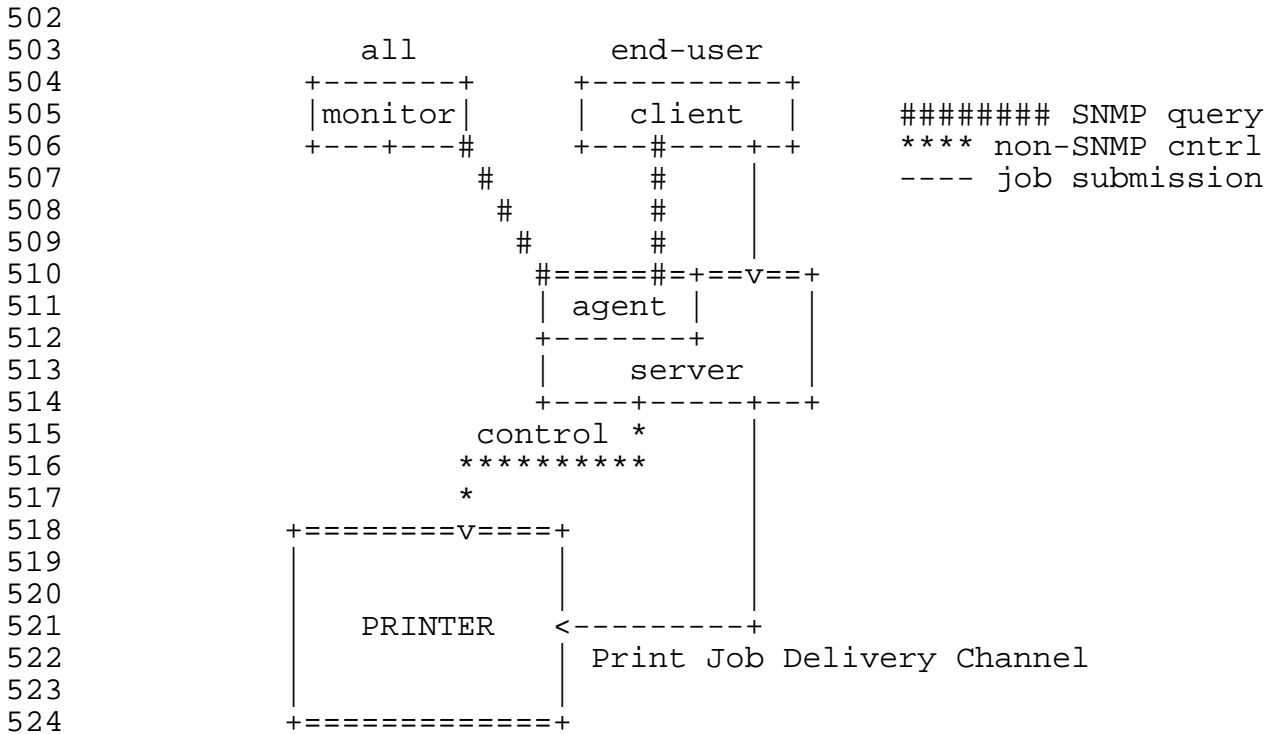 502
503                all          end-user
504             +-------+      +----------+
505             |monitor|      |  client  |      ######## SNMP query
506             +---+---#      +---#----+-+      **** non-SNMP cntrl
507                      #         #    |        ---- job submission
508                       #        #    |
509                        #       #    |
510                         #=====#=+==v==+
511                         | agent |     |
512                         +-------+     |
513                         |    server   |
514                         +----+-----+--+
515                      control *     |
516                     **********     |
517                     *              |
518            +========v====+         |
519            |             |         |
520            |             |         |
521            |   PRINTER   <---------+
522            |             | Print Job Delivery Channel
523            |             |
524            +=============+